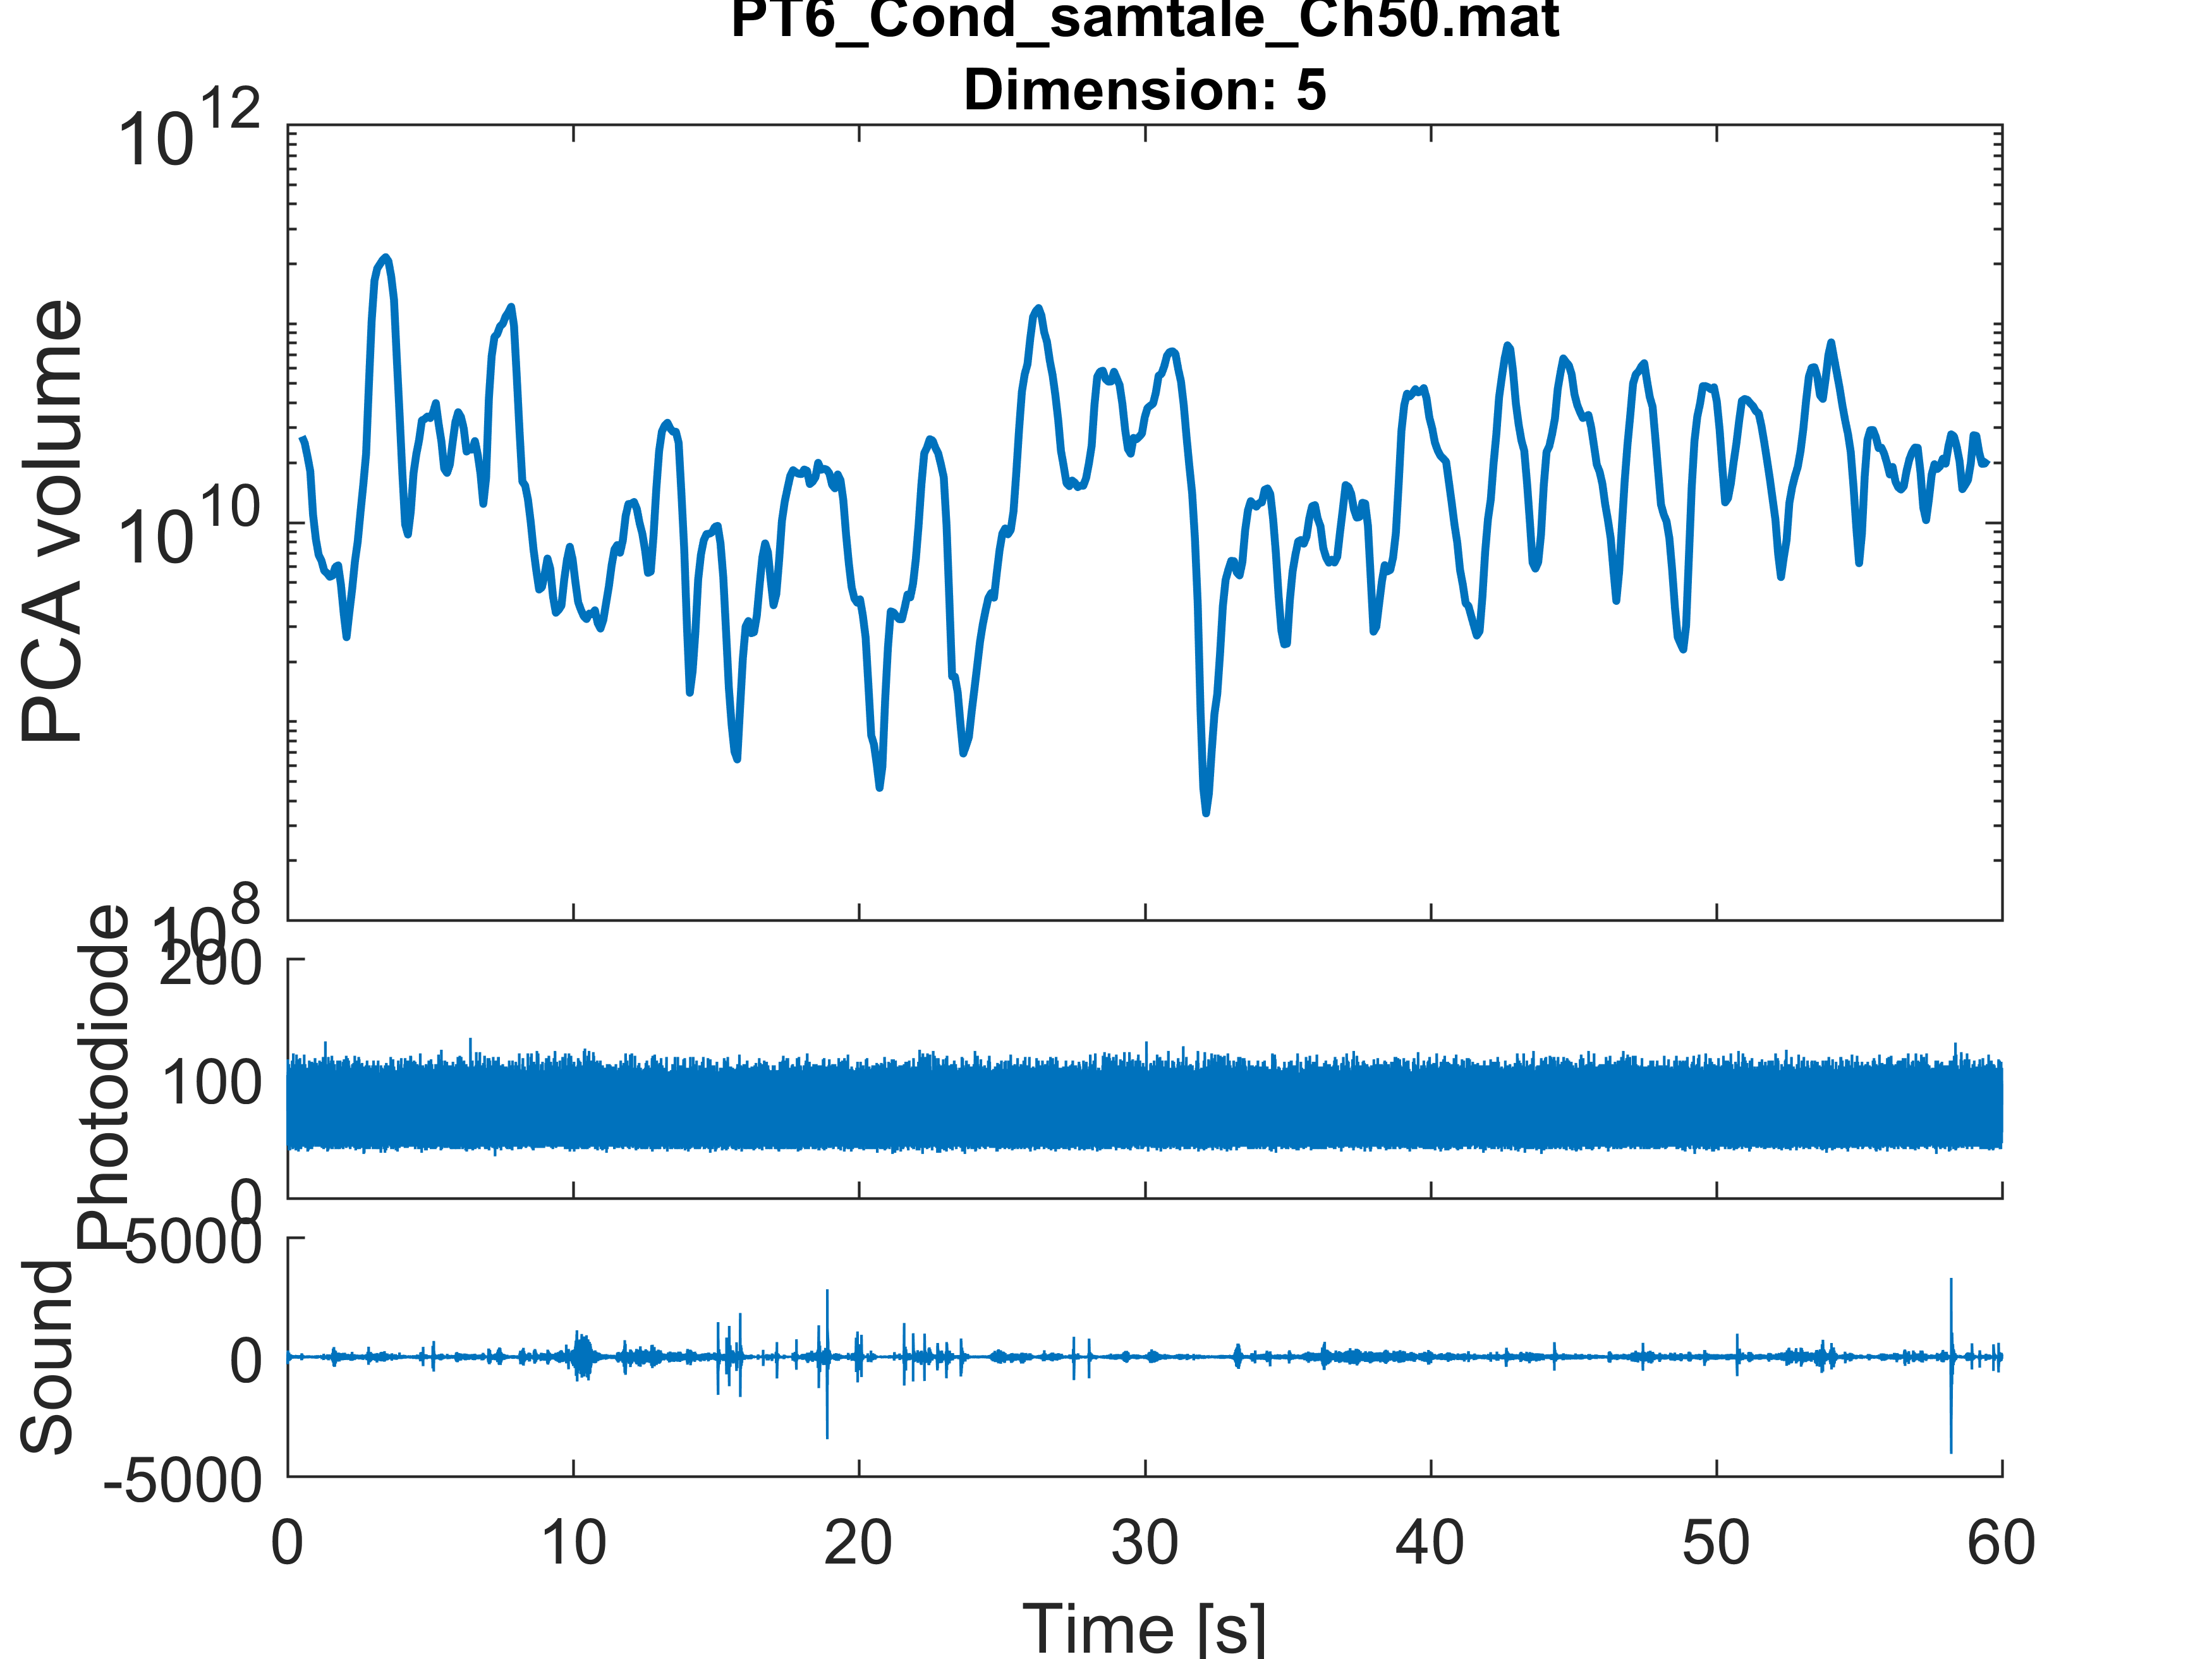 PT6_Cond_samtale_Ch50.mat
Dimension: 5
10^12
10^10
10^8
PCA volume
200
100
0
Photodiode
5000
0
-5000
Sound
0 10 20 30 40 50 60
Time [s]